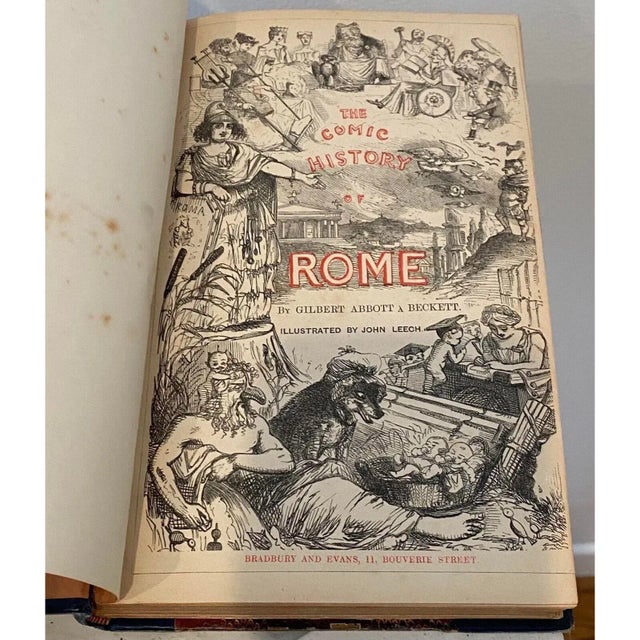 THE
COMIC
HISTORY
OF
ROMA
ROME
BY GILBERT ABBOTT A BECKETT.
ILLUSTRATED BY JOHN LEECH
BRADBURY AND EVANS, 11, BOUVERIE STREET.